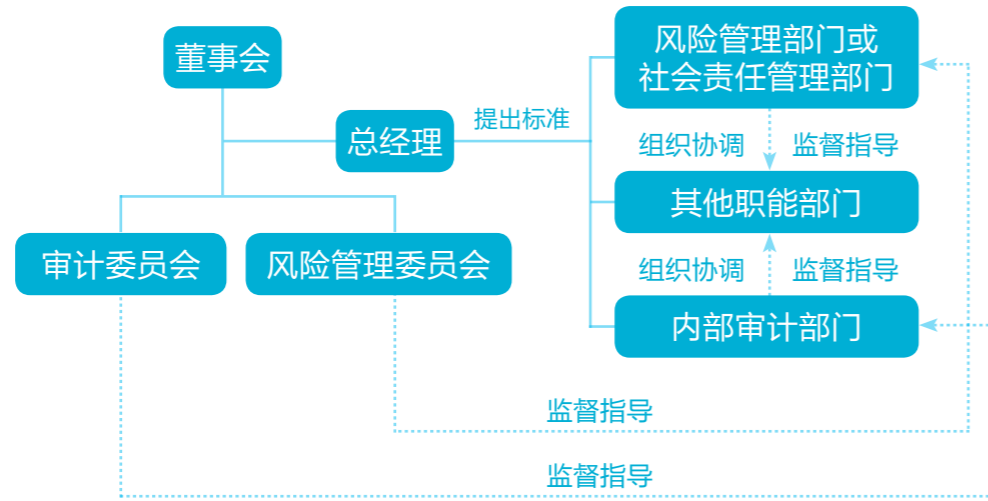 董事会
风险管理部门或
社会责任管理部门
总经理
提出标准
组织协调 监督指导
其他职能部门
审计委员会
风险管理委员会
组织协调 监督指导
内部审计部门
监督指导
监督指导